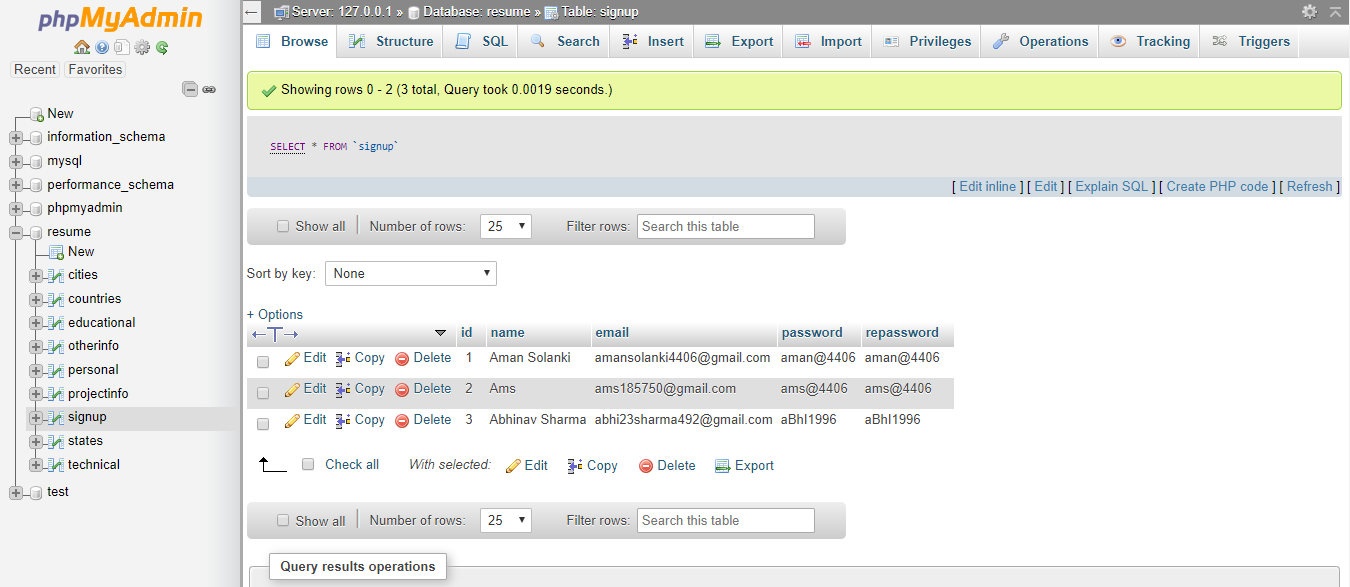 phpMyAdmin
Recent Favorites
New
information_schema
mysql
performance_schema
phpmyadmin
resume
New
cities
countries
educational
otherinfo
personal
projectinfo
signup
states
technical
test
Server: 127.0.0.1 » Database: resume » Table: signup
Browse Structure SQL Search Insert Export Import Privileges Operations Tracking Triggers
Showing rows 0 - 2 (3 total, Query took 0.0019 seconds.)
SELECT * FROM `signup`
[ Edit inline ] [ Edit ] [ Explain SQL ] [ Create PHP code ] [ Refresh ]
Show all Number of rows: 25 Filter rows: Search this table
Sort by key: None
+ Options
←T→ id name email password repassword
Edit Copy Delete 1 Aman Solanki amansolanki4406@gmail.com aman@4406 aman@4406
Edit Copy Delete 2 Ams ams185750@gmail.com ams@4406 ams@4406
Edit Copy Delete 3 Abhinav Sharma abhi23sharma492@gmail.com aBhI1996 aBhI1996
Check all With selected: Edit Copy Delete Export
Show all Number of rows: 25 Filter rows: Search this table
Query results operations